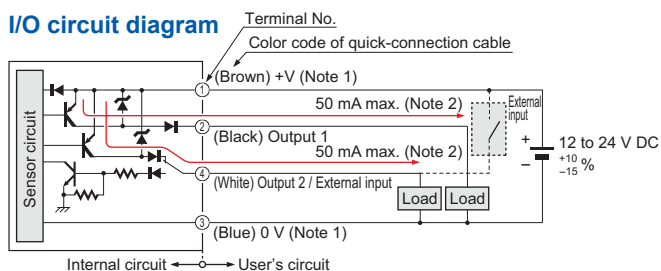 I/O circuit diagram
Terminal No.
Color code of quick-connection cable
1
(Brown) +V (Note 1)
50 mA max. (Note 2)
External
input
2
(Black) Output 1
50 mA max. (Note 2)
+
12 to 24 V DC
+10
−15 %
−
4
(White) Output 2 / External input
Sensor circuit
Load
Load
3
(Blue) 0 V (Note 1)
Internal circuit
User's circuit